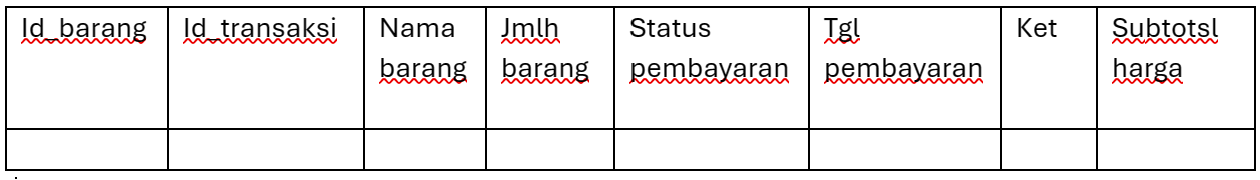 Id_barang
Id_transaksi
Nama
barang
Jmlh
barang
Status
pembayaran
Tgl
pembayaran
Ket
Subtotsl
harga